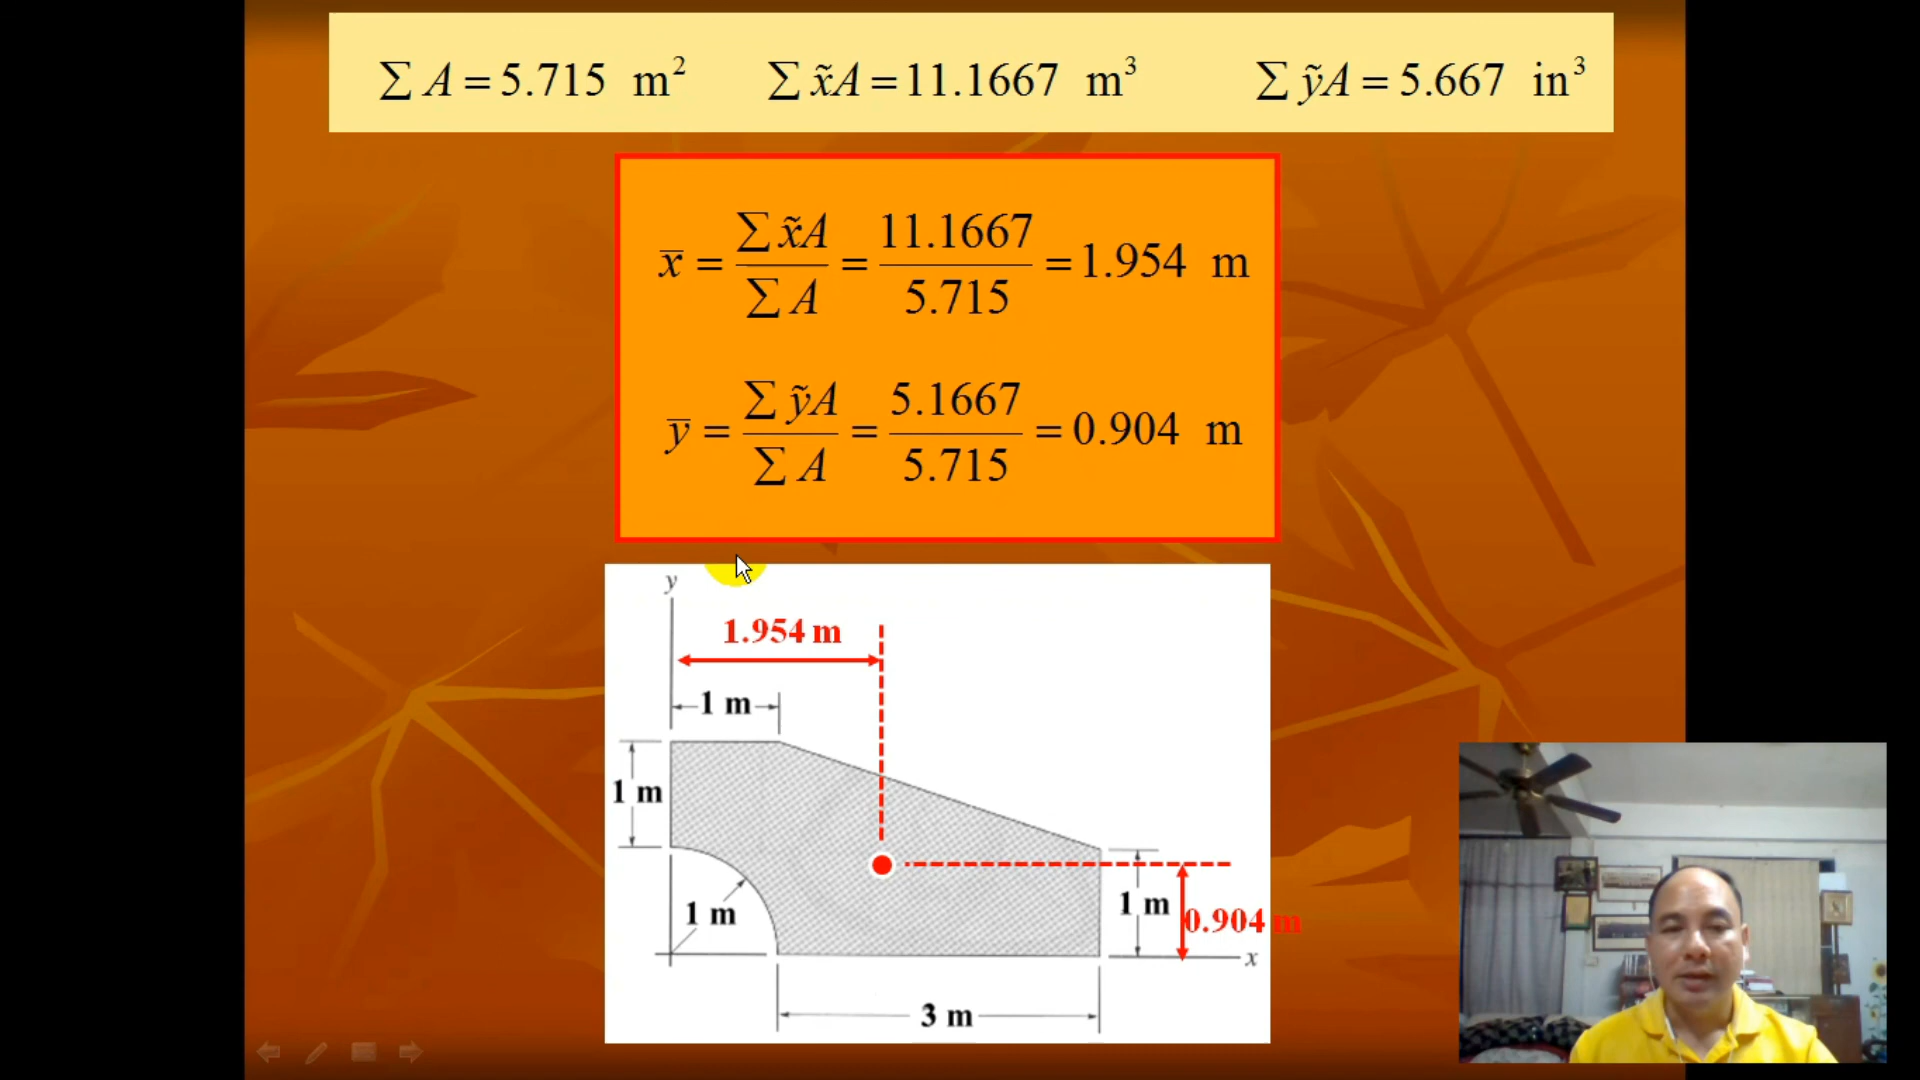 ∑ A = 5.715 m² ∑ x̃A = 11.1667 m³ ∑ ỹA = 5.667 in³
x̅ = ∑ x̃A / ∑ A = 11.1667 / 5.715 = 1.954 m
y̅ = ∑ ỹA / ∑ A = 5.1667 / 5.715 = 0.904 m
y
1.954 m
1 m
1 m
1 m
1 m
0.904 m
x
3 m